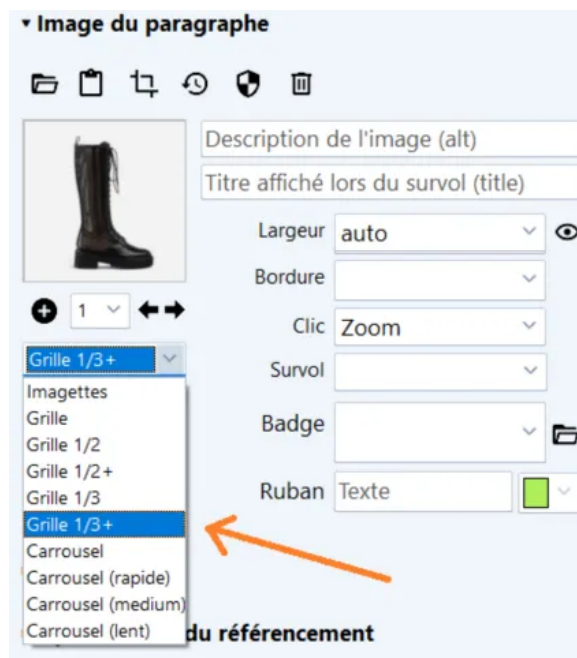 Image du paragraphe
Description de l'image (alt)
Titre affiché lors du survol (title)
Largeur auto
Bordure
1
Clic Zoom
Grille 1/3+
Survol
Imagettes
Grille
Badge
Grille 1/2
Grille 1/2+
Grille 1/3
Ruban Texte
Grille 1/3+
Carrousel
Carrousel (rapide)
Carrousel (medium)
Carrousel (lent)
du référencement